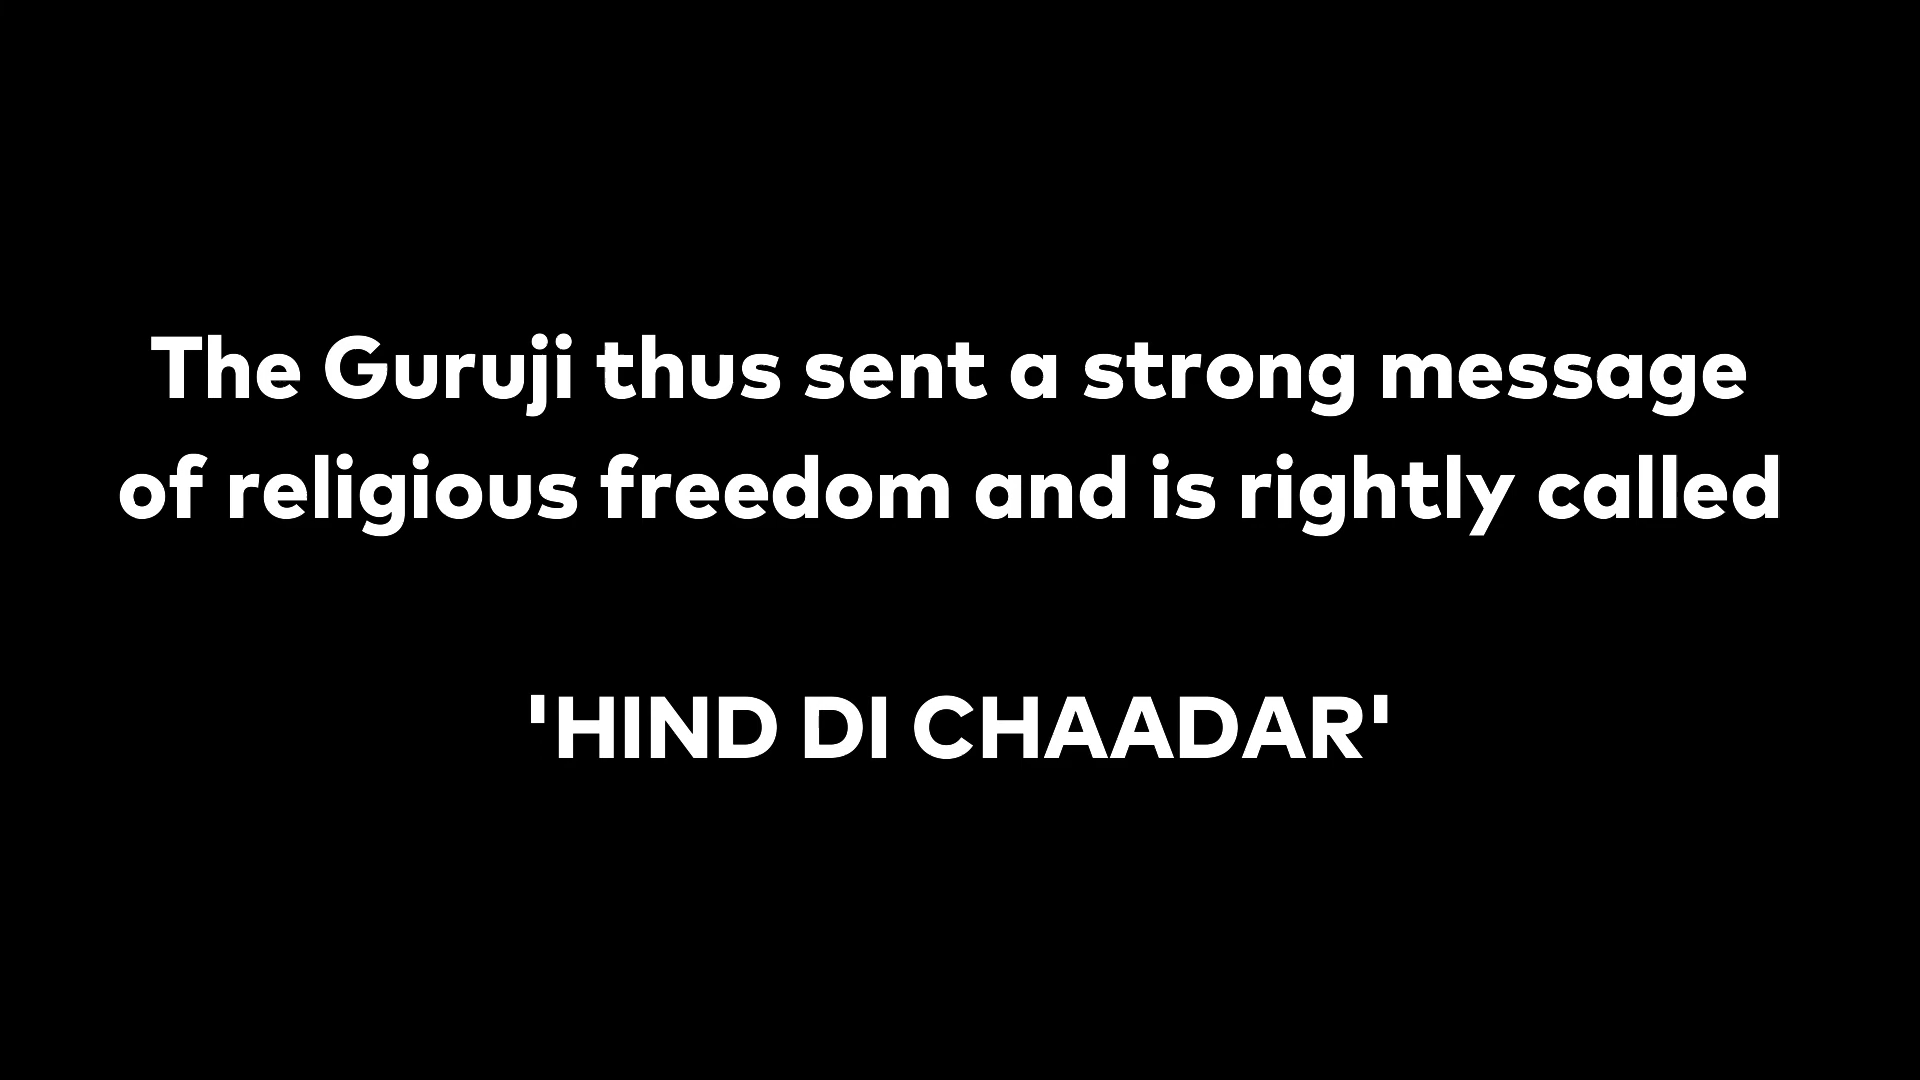 The Guruji thus sent a strong message
of religious freedom and is rightly called
'HIND DI CHAADAR'